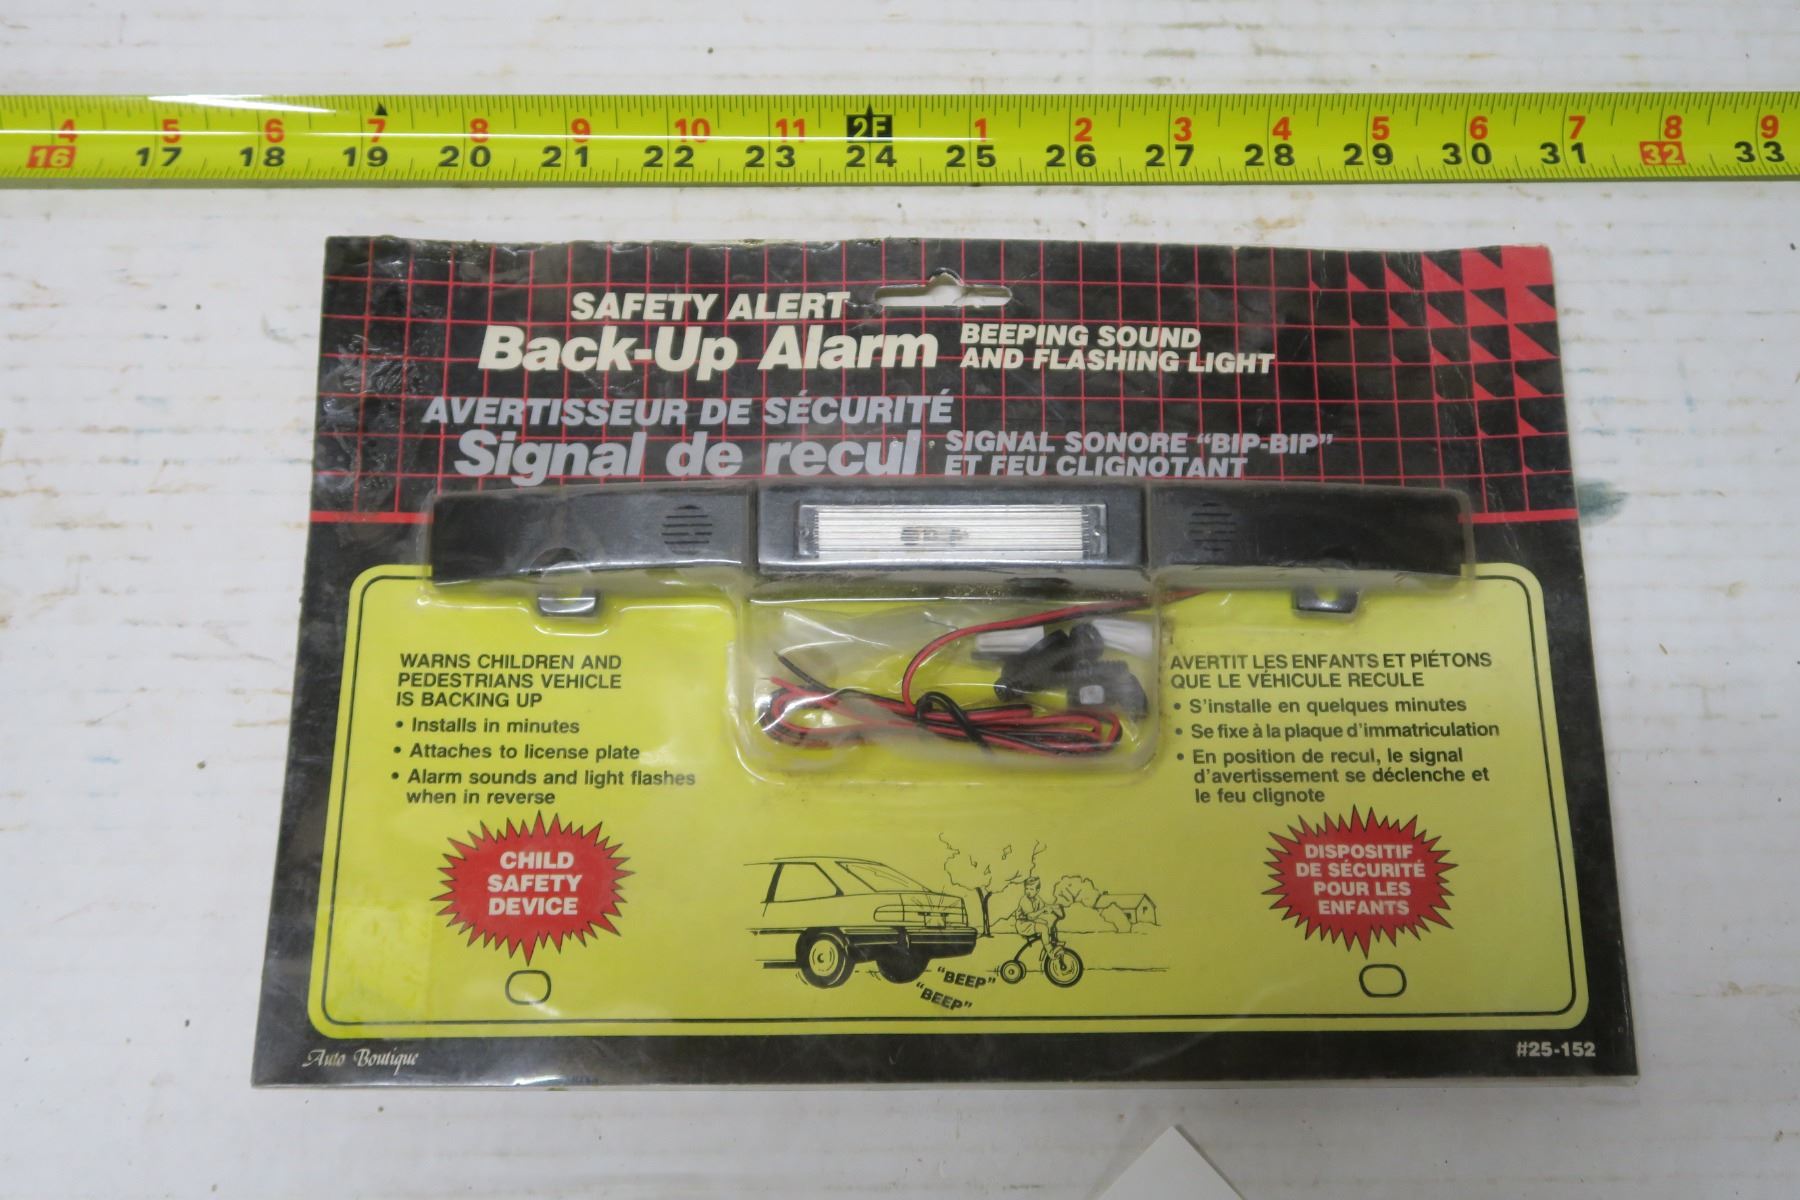 4 5 6 7 8 9 10 11 2F 1 2 3 4 5 6 7 8 9
16 17 18 19 20 21 22 23 24 25 26 27 28 29 30 31 32 33
SAFETY ALERT
Back-Up Alarm
BEEPING SOUND
AND FLASHING LIGHT
AVERTISSEUR DE SÉCURITÉ
Signal de recul
SIGNAL SONORE "BIP-BIP"
ET FEU CLIGNOTANT
WARNS CHILDREN AND
PEDESTRIANS VEHICLE
IS BACKING UP
• Installs in minutes
• Attaches to license plate
• Alarm sounds and light flashes
when in reverse
AVERTIT LES ENFANTS ET PIÉTONS
QUE LE VÉHICULE RECULE
• S'installe en quelques minutes
• Se fixe à la plaque d'immatriculation
• En position de recul, le signal
d'avertissement se déclenche et
le feu clignote
CHILD
SAFETY
DEVICE
DISPOSITIF
DE SÉCURITÉ
POUR LES
ENFANTS
"BEEP"
"BEEP"
Auto Boutique
#25-152